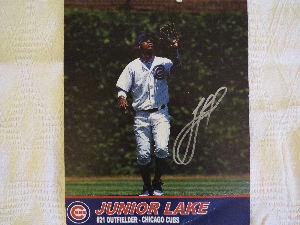 JUNIOR LAKE
#21 OUTFIELDER - CHICAGO CUBS